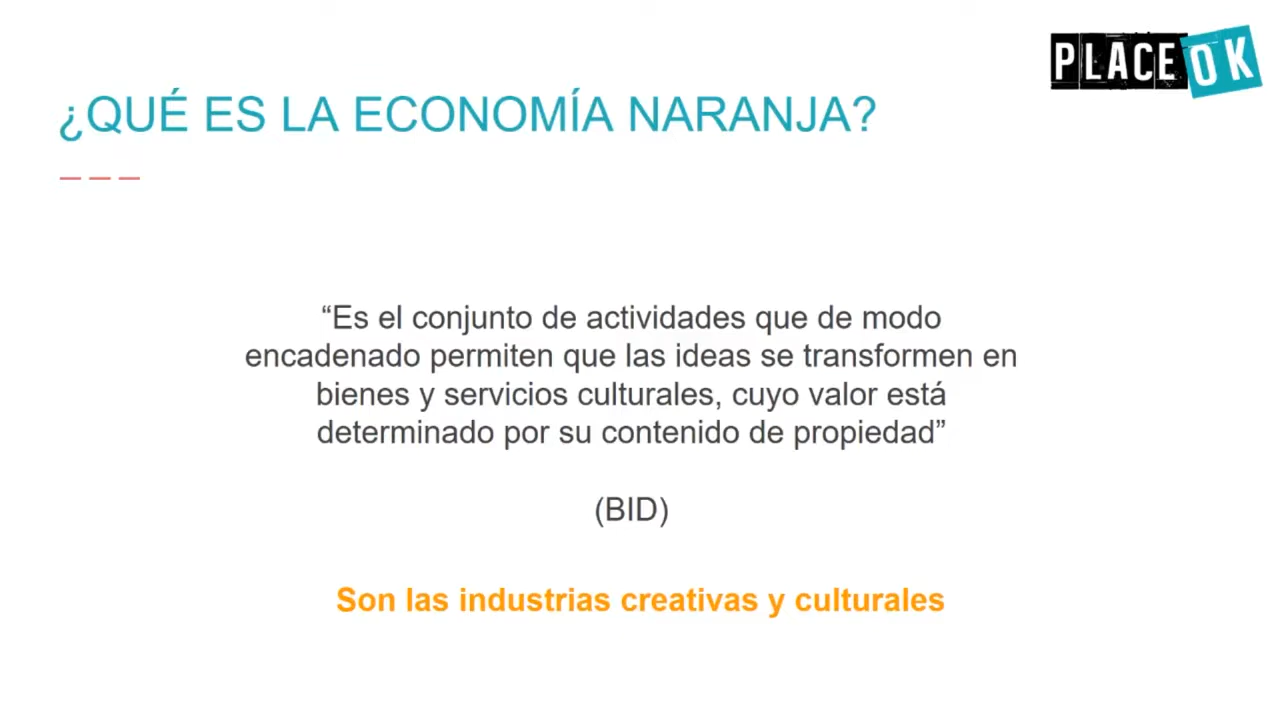 PLACE OK
¿QUÉ ES LA ECONOMÍA NARANJA?
“Es el conjunto de actividades que de modo
encadenado permiten que las ideas se transformen en
bienes y servicios culturales, cuyo valor está
determinado por su contenido de propiedad”
(BID)
Son las industrias creativas y culturales